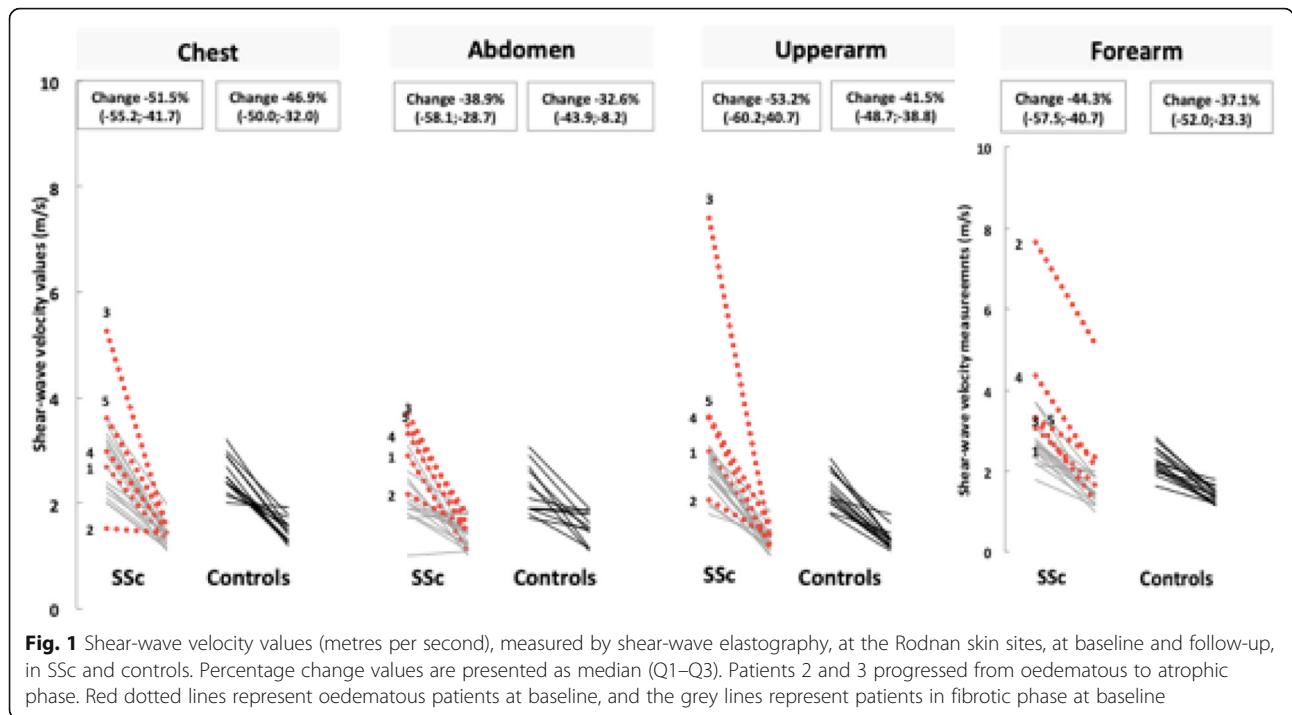 Chest
Abdomen
Upperarm
Forearm
Change -51.5%
(-55.2;-41.7)
Change -46.9%
(-50.0;-32.0)
Change -38.9%
(-58.1;-28.7)
Change -32.6%
(-43.9;-8.2)
Change -53.2%
(-60.2;40.7)
Change -41.5%
(-48.7;-38.8)
Change -44.3%
(-57.5;-40.7)
Change -37.1%
(-52.0;-23.3)
Shear-wave velocity values (m/s)
10
8
6
4
2
0
3
5
4
1
2
SSc
Controls
3
4
1
2
SSc
Controls
3
5
4
1
2
SSc
Controls
Shear-wave velocity measureemnts (m/s)
10
8
6
4
2
0
2
4
5
1
SSc
Controls
Fig. 1 Shear-wave velocity values (metres per second), measured by shear-wave elastography, at the Rodnan skin sites, at baseline and follow-up,
in SSc and controls. Percentage change values are presented as median (Q1–Q3). Patients 2 and 3 progressed from oedematous to atrophic
phase. Red dotted lines represent oedematous patients at baseline, and the grey lines represent patients in fibrotic phase at baseline